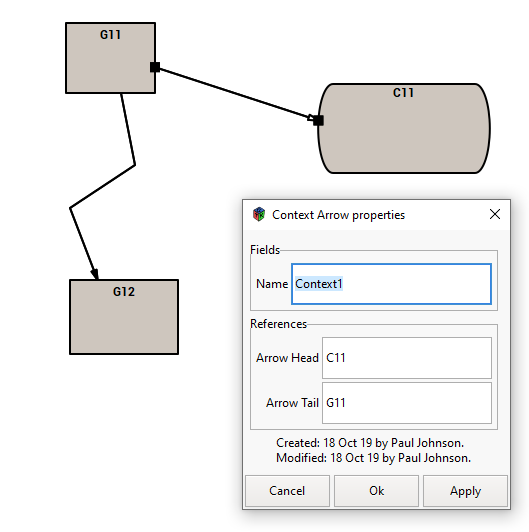 G11
C11
G12
Context Arrow properties
Fields
Name Context1
References
Arrow Head C11
Arrow Tail G11
Created: 18 Oct 19 by Paul Johnson.
Modified: 18 Oct 19 by Paul Johnson.
Cancel Ok Apply